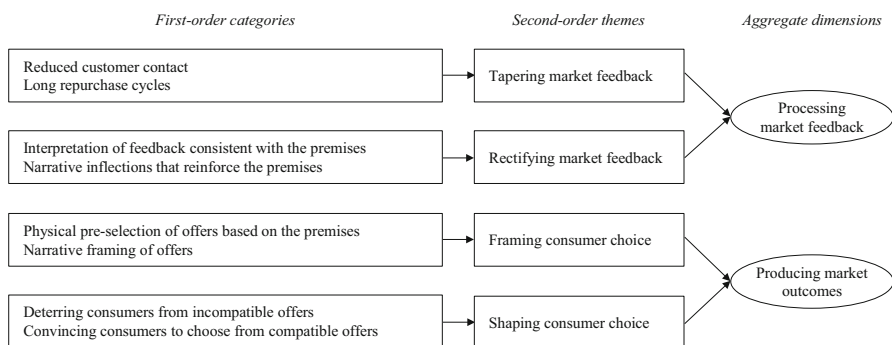 First-order categories
Second-order themes
Aggregate dimensions
Reduced customer contact
Long repurchase cycles
Tapering market feedback
Processing
market feedback
Interpretation of feedback consistent with the premises
Narrative inflections that reinforce the premises
Rectifying market feedback
Physical pre-selection of offers based on the premises
Narrative framing of offers
Framing consumer choice
Producing market
outcomes
Deterring consumers from incompatible offers
Convincing consumers to choose from compatible offers
Shaping consumer choice